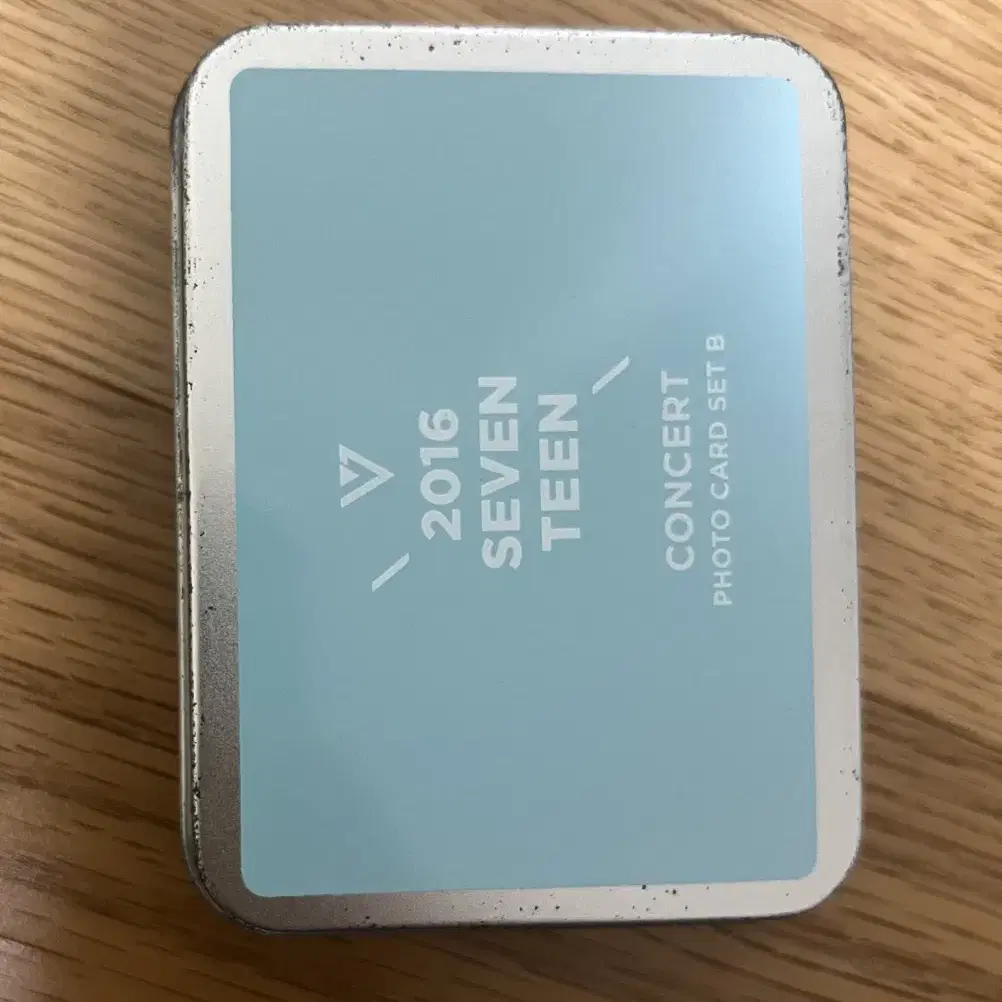 2016
SEVEN
TEEN
CONCERT
PHOTO CARD SET B